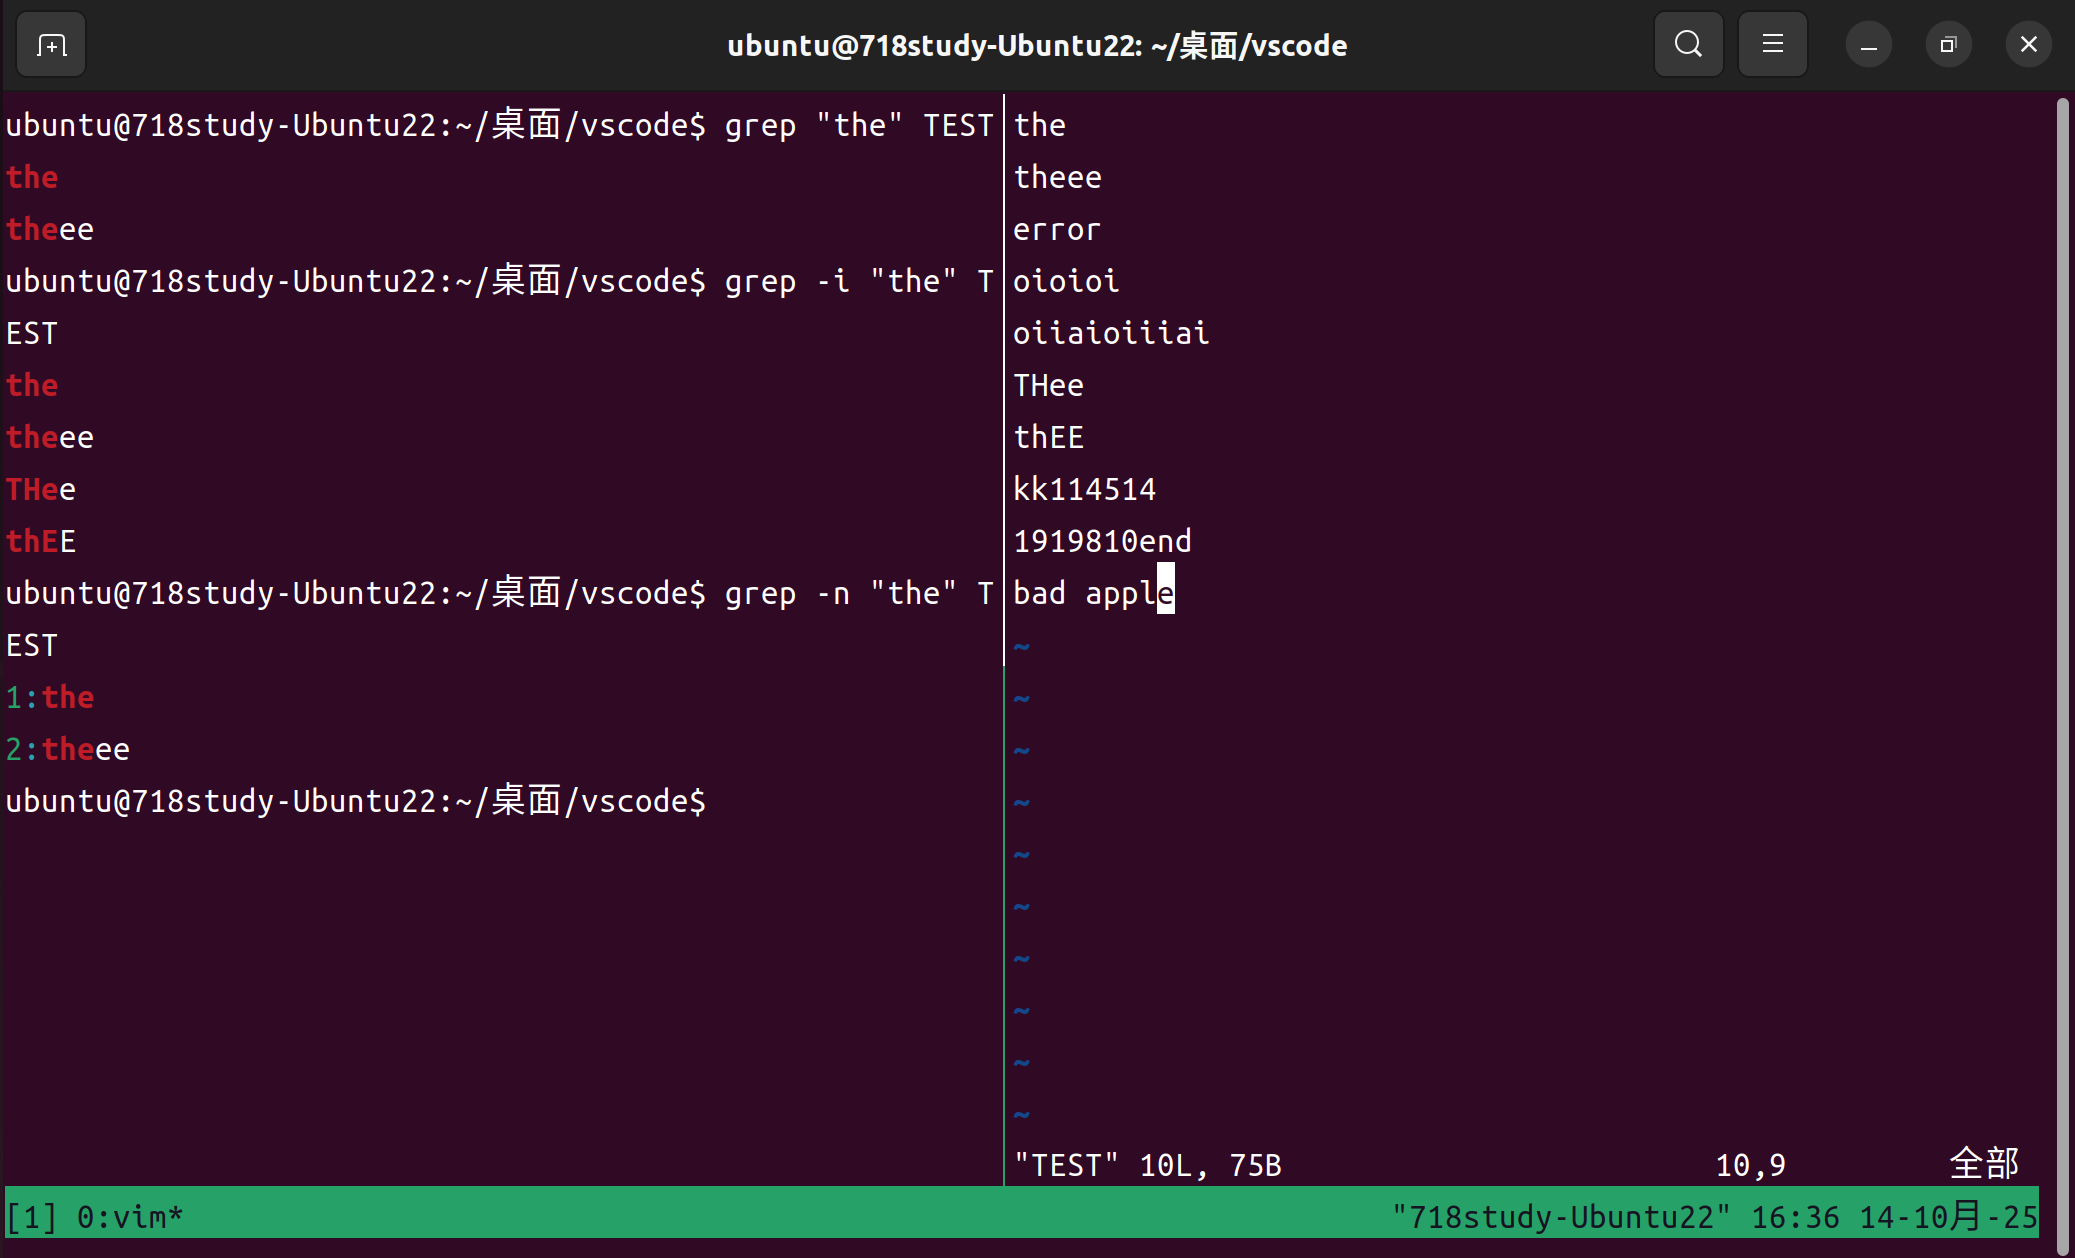 ubuntu@718study-Ubuntu22: ~/桌面/vscode
ubuntu@718study-Ubuntu22:~/桌面/vscode$ grep "the" TEST
the
theee
ubuntu@718study-Ubuntu22:~/桌面/vscode$ grep -i "the" T
EST
the
theee
THee
thEE
ubuntu@718study-Ubuntu22:~/桌面/vscode$ grep -n "the" T
EST
1:the
2:theee
ubuntu@718study-Ubuntu22:~/桌面/vscode$
the
theee
error
oioioi
oiiaioiiiai
THee
thEE
kk114514
1919810end
bad apple
~
~
~
~
~
~
~
~
~
~
"TEST" 10L, 75B 10,9 全部
[1] 0:vim* "718study-Ubuntu22" 16:36 14-10月-25